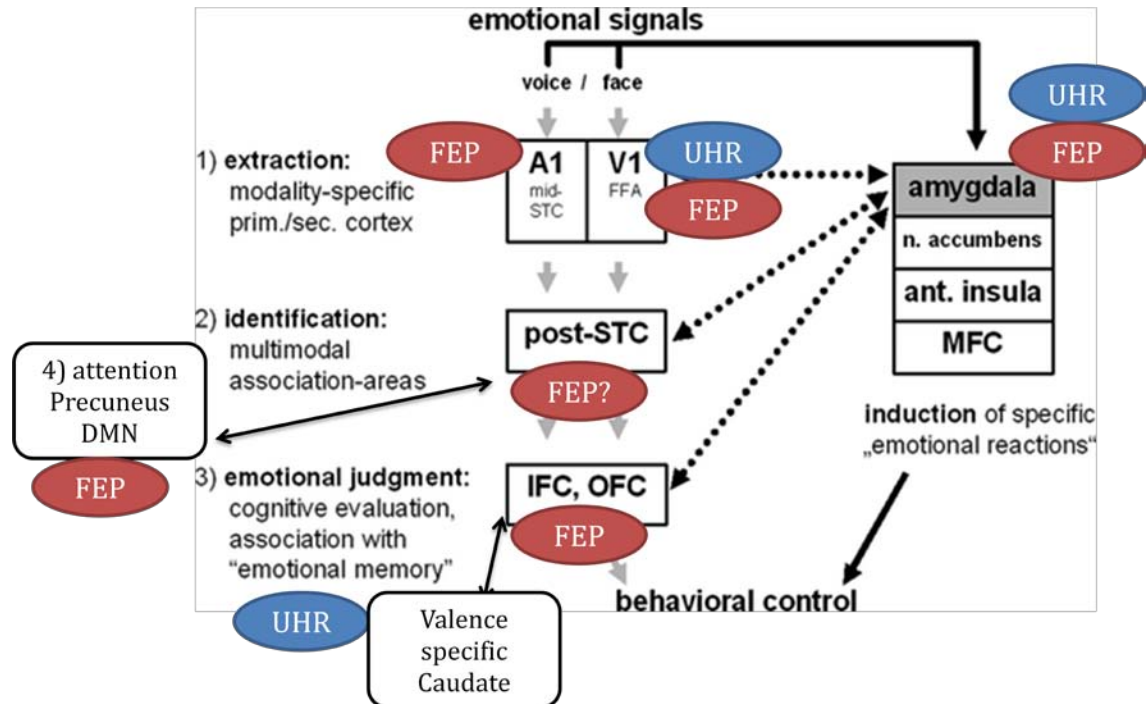 emotional signals
voice / face
UHR
FEP
FEP
A1
mid-
STC
V1
FFA
UHR
FEP
1) extraction:
modality-specific
prim./sec. cortex
amygdala
n. accumbens
ant. insula
MFC
2) identification:
multimodal
association-areas
post-STC
FEP?
4) attention
Precuneus
DMN
FEP
induction of specific
„emotional reactions“
3) emotional judgment:
cognitive evaluation,
association with
“emotional memory”
IFC, OFC
FEP
behavioral control
UHR
Valence
specific
Caudate